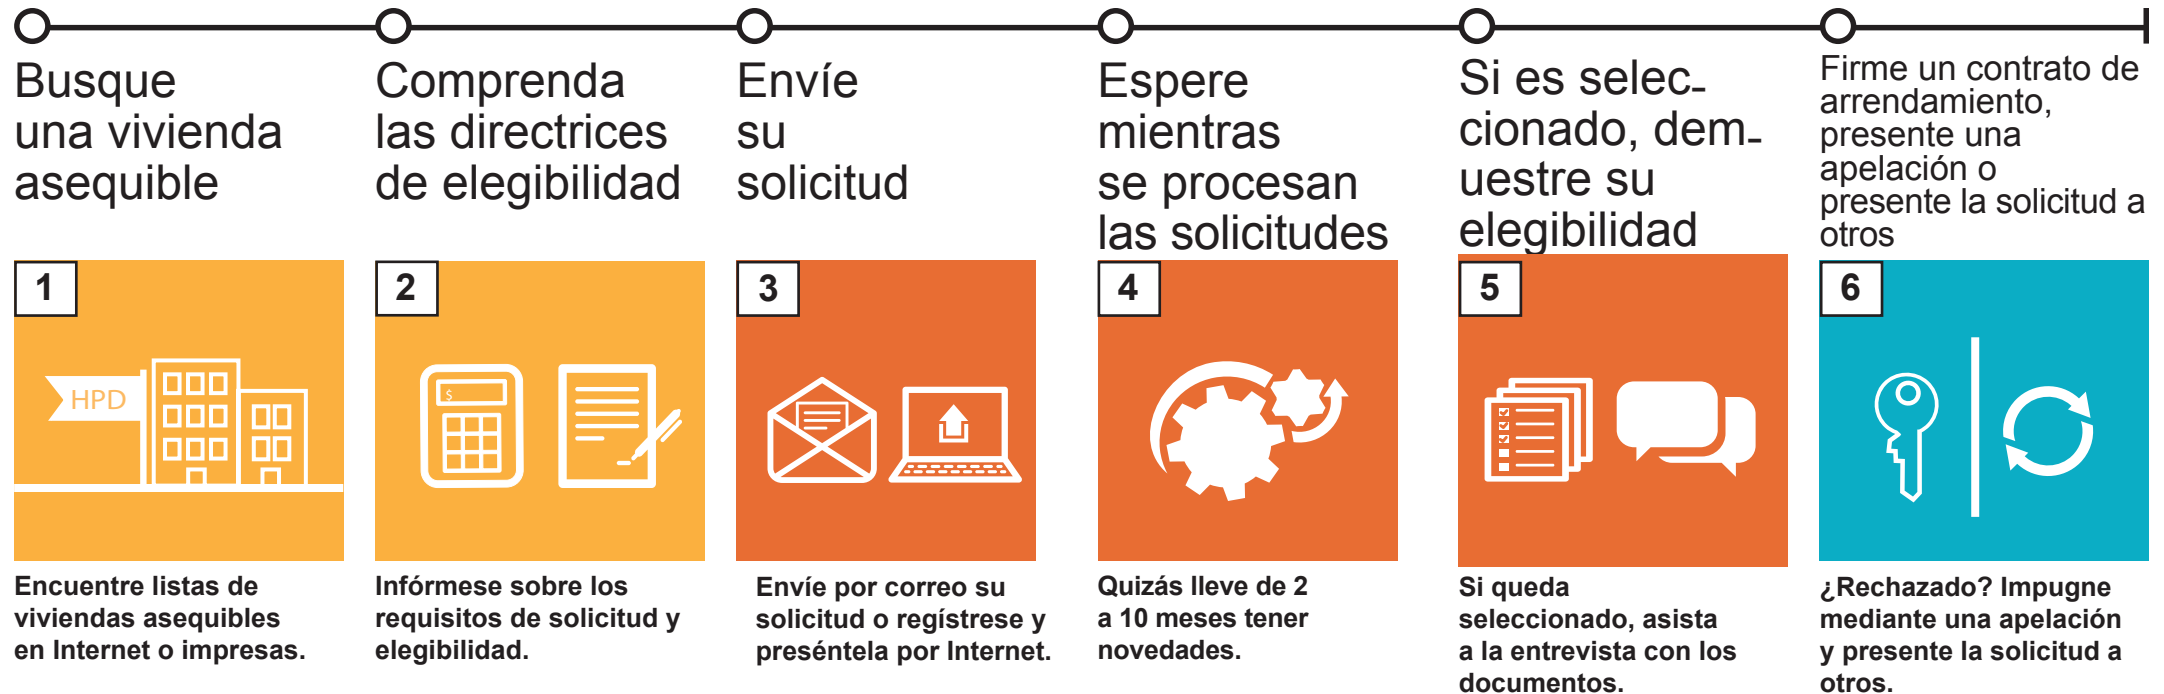 Busque
una vivienda
asequible
1
HPD
Encuentre listas de
viviendas asequibles
en Internet o impresas.
Comprenda
las directrices
de elegibilidad
2
$
Infórmese sobre los
requisitos de solicitud y
elegibilidad.
Envíe
su
solicitud
3
Envíe por correo su
solicitud o regístrese y
preséntela por Internet.
Espere
mientras
se procesan
las solicitudes
4
Quizás lleve de 2
a 10 meses tener
novedades.
Si es selec-
cionado, dem-
uestre su
elegibilidad
5
Si queda
seleccionado, asista
a la entrevista con los
documentos.
Firme un contrato de
arrendamiento,
presente una
apelación o
presente la solicitud a
otros
6
¿Rechazado? Impugne
mediante una apelación
y presente la solicitud a
otros.